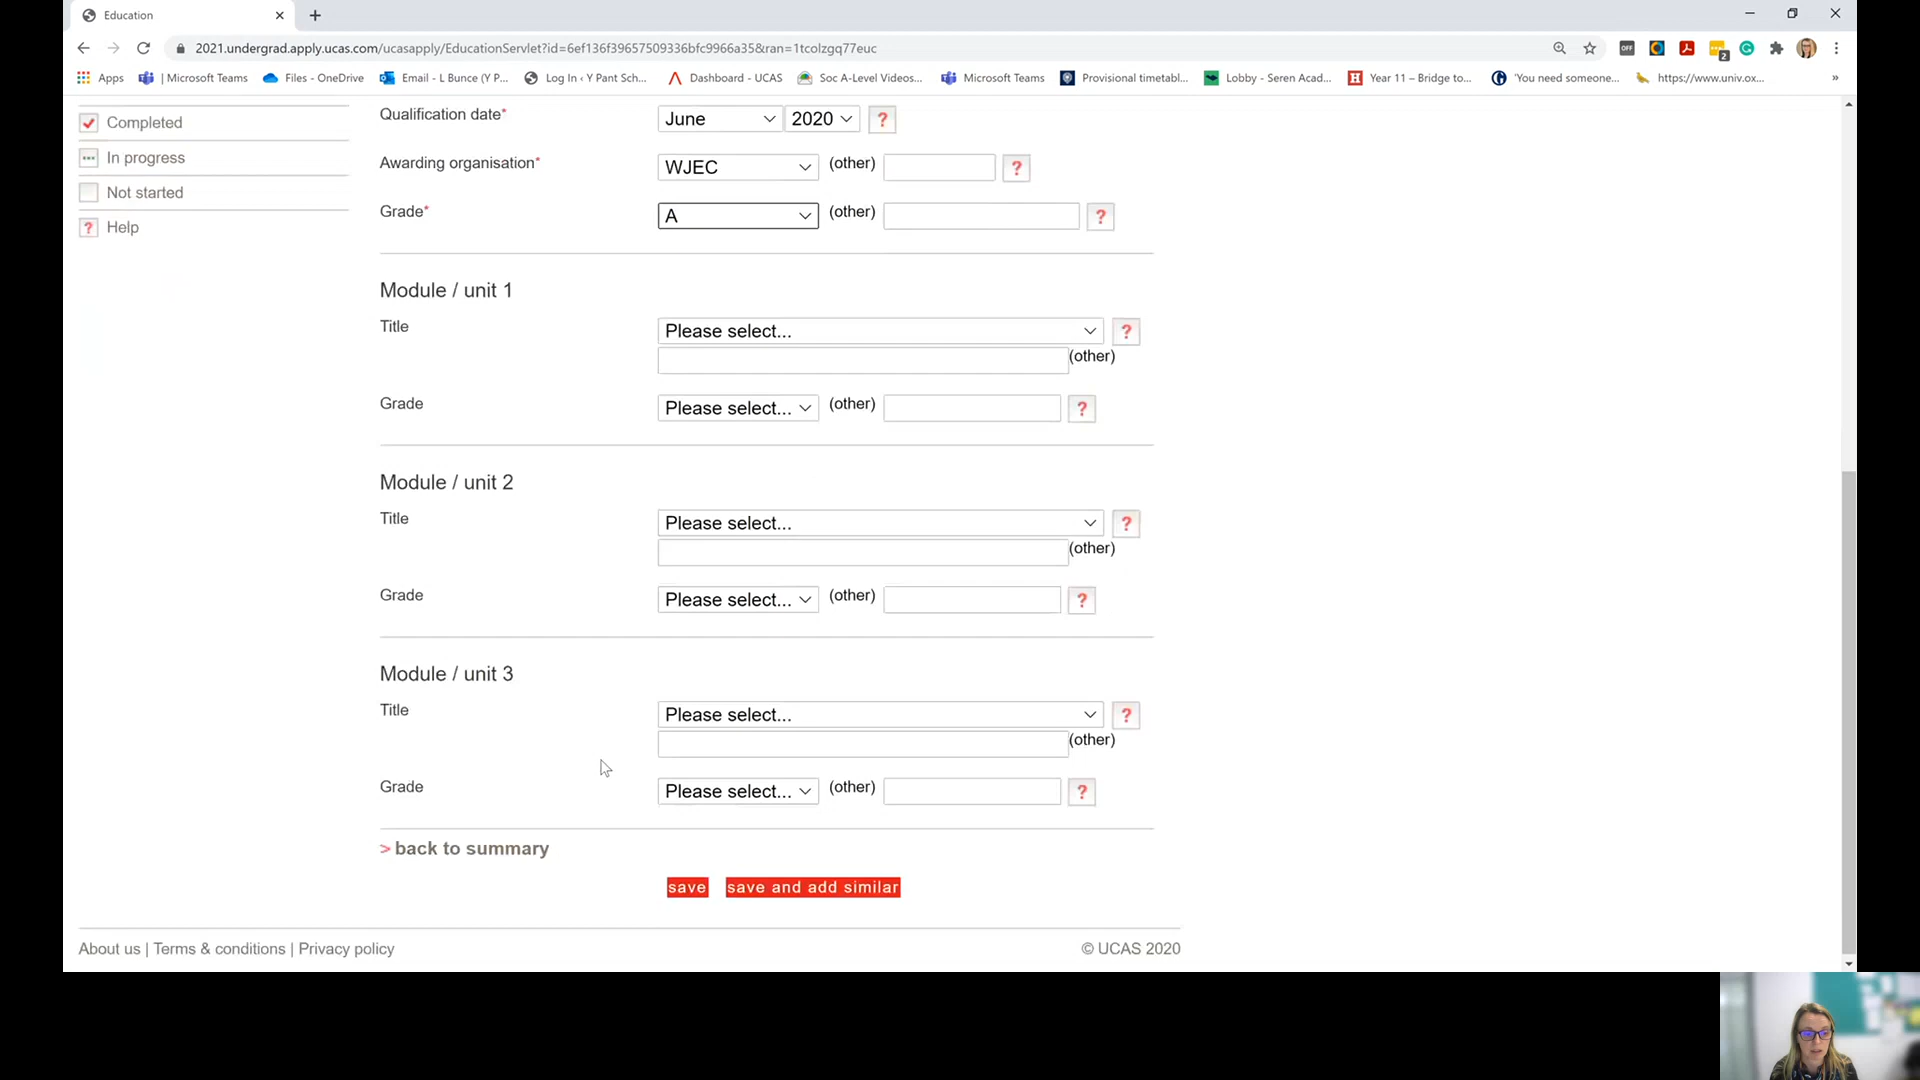 Education
2021.undergrad.apply.ucas.com/ucasapply/EducationServlet?id=6ef136f39657509336bfc9966a35&ran=1tcolzgq77euc
OFF
2
Apps | Microsoft Teams Files - OneDrive Email - L Bunce (Y P... Log In ‹ Y Pant Sch... Dashboard - UCAS Soc A-Level Videos... Microsoft Teams Provisional timetabl... Lobby - Seren Acad... Year 11 – Bridge to... 'You need someone... https://www.univ.ox... »
Completed
In progress
Not started
? Help
Qualification date* June 2020 ?
Awarding organisation* WJEC (other) ?
Grade* A (other) ?
Module / unit 1
Title Please select... ?
(other)
Grade Please select... (other) ?
Module / unit 2
Title Please select... ?
(other)
Grade Please select... (other) ?
Module / unit 3
Title Please select... ?
(other)
Grade Please select... (other) ?
> back to summary
save save and add similar
About us | Terms & conditions | Privacy policy © UCAS 2020